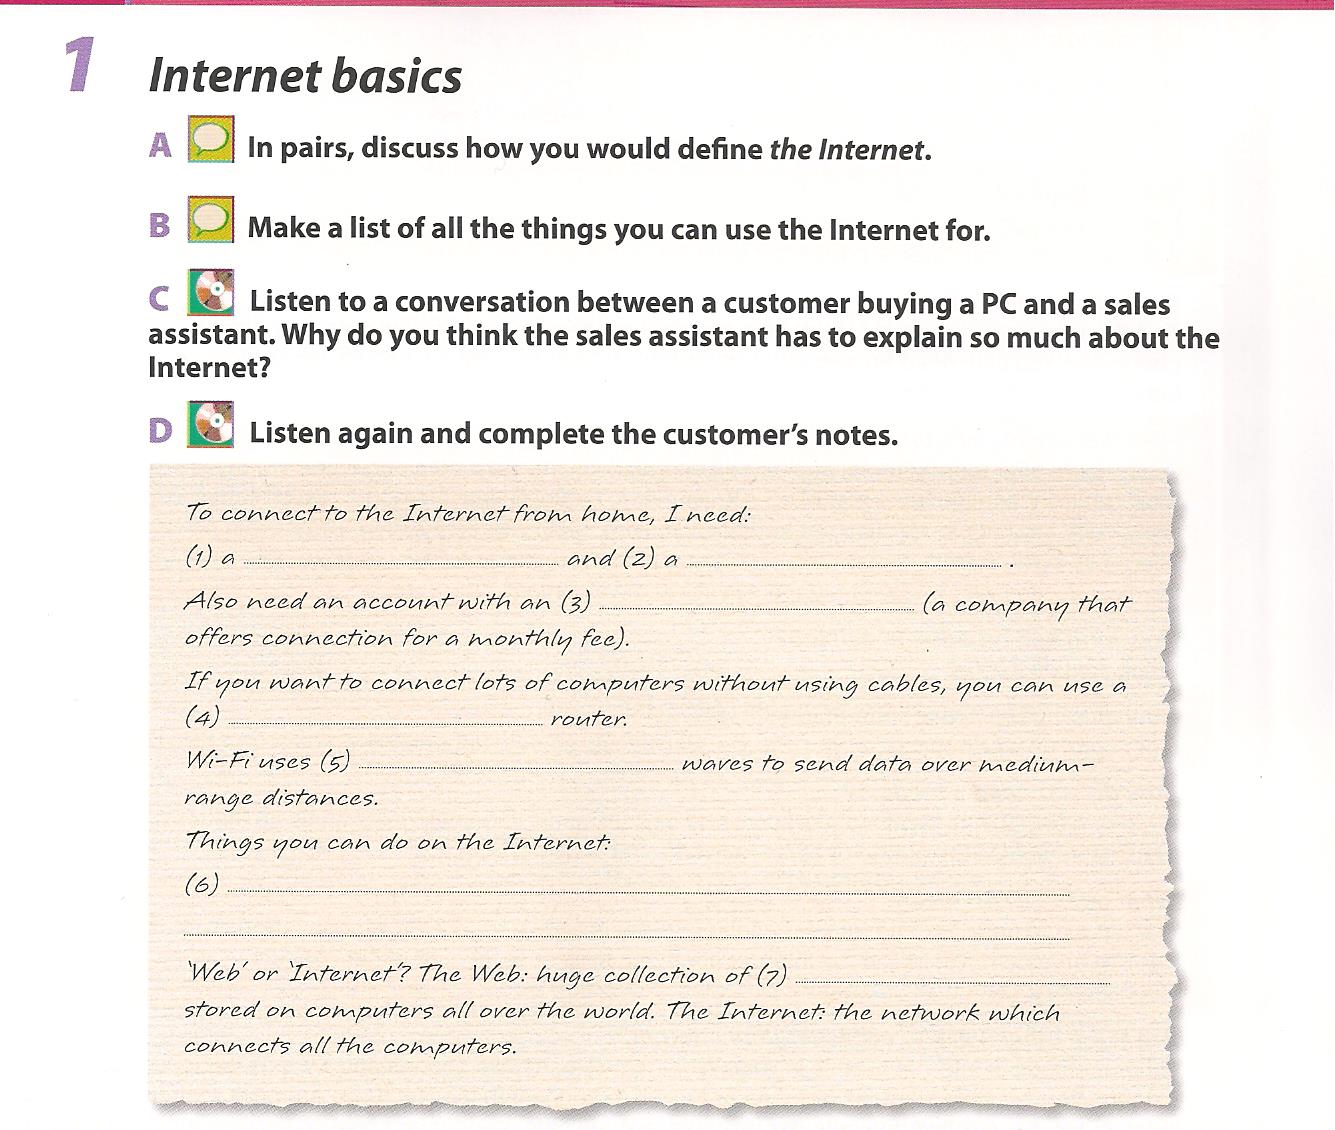 1 Internet basics
A In pairs, discuss how you would define the Internet.
B Make a list of all the things you can use the Internet for.
C Listen to a conversation between a customer buying a PC and a sales
assistant. Why do you think the sales assistant has to explain so much about the
Internet?
D Listen again and complete the customer's notes.
To connect to the Internet from home, I need:
(1) a ........ and (2) a ........ .
Also need an account with an (3) ........ (a company that
offers connection for a monthly fee).
If you want to connect lots of computers without using cables, you can use a
(4) ........ router.
Wi-Fi uses (5) ........ waves to send data over medium-
range distances.
Things you can do on the Internet:
(6) ........
........
'Web' or 'Internet'? The Web: huge collection of (7) ........
stored on computers all over the world. The Internet: the network which
connects all the computers.